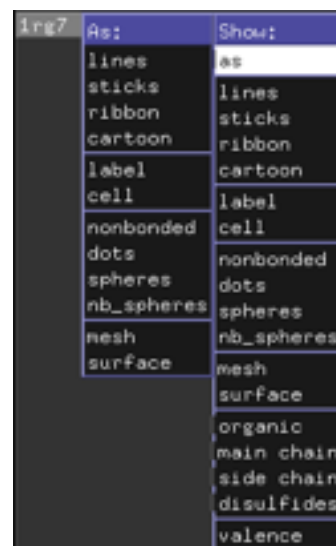 1rg7
As:
lines
sticks
ribbon
cartoon
label
cell
nonbonded
dots
spheres
nb_spheres
mesh
surface
Show:
as
lines
sticks
ribbon
cartoon
label
cell
nonbonded
dots
spheres
nb_spheres
mesh
surface
organic
main chain
side chain
disulfides
valence